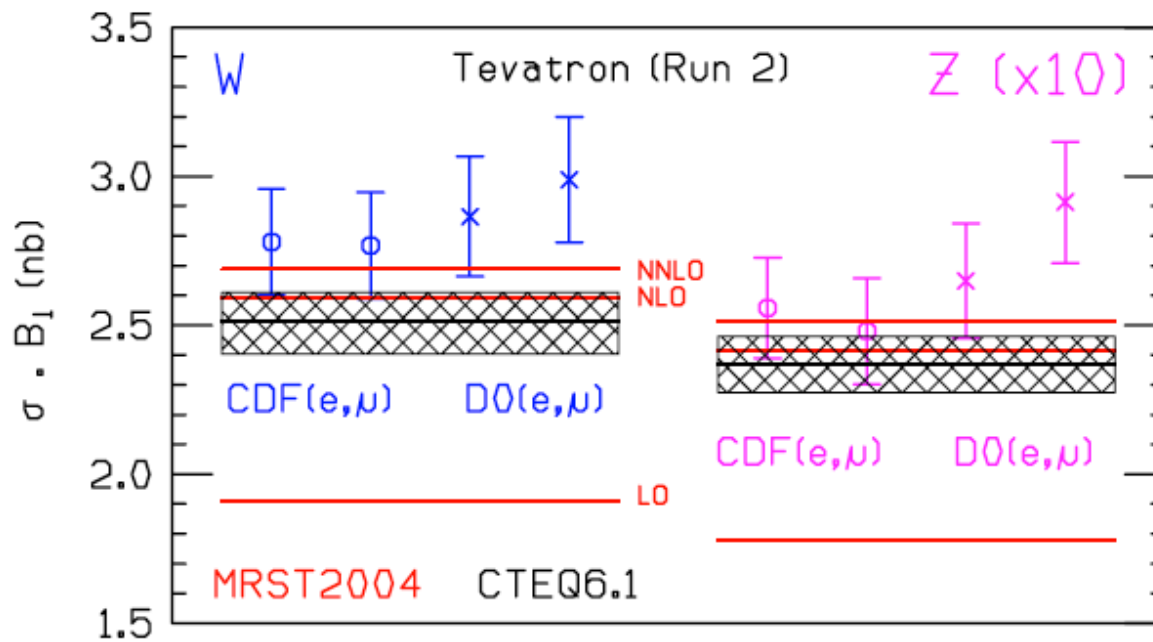 3.5
W Tevatron (Run 2) Z (x10)
3.0
σ · B₁ (nb)
NNLO
NLO
2.5
CDF(e,μ) D0(e,μ)
CDF(e,μ) D0(e,μ)
2.0
LO
MRST2004 CTEQ6.1
1.5